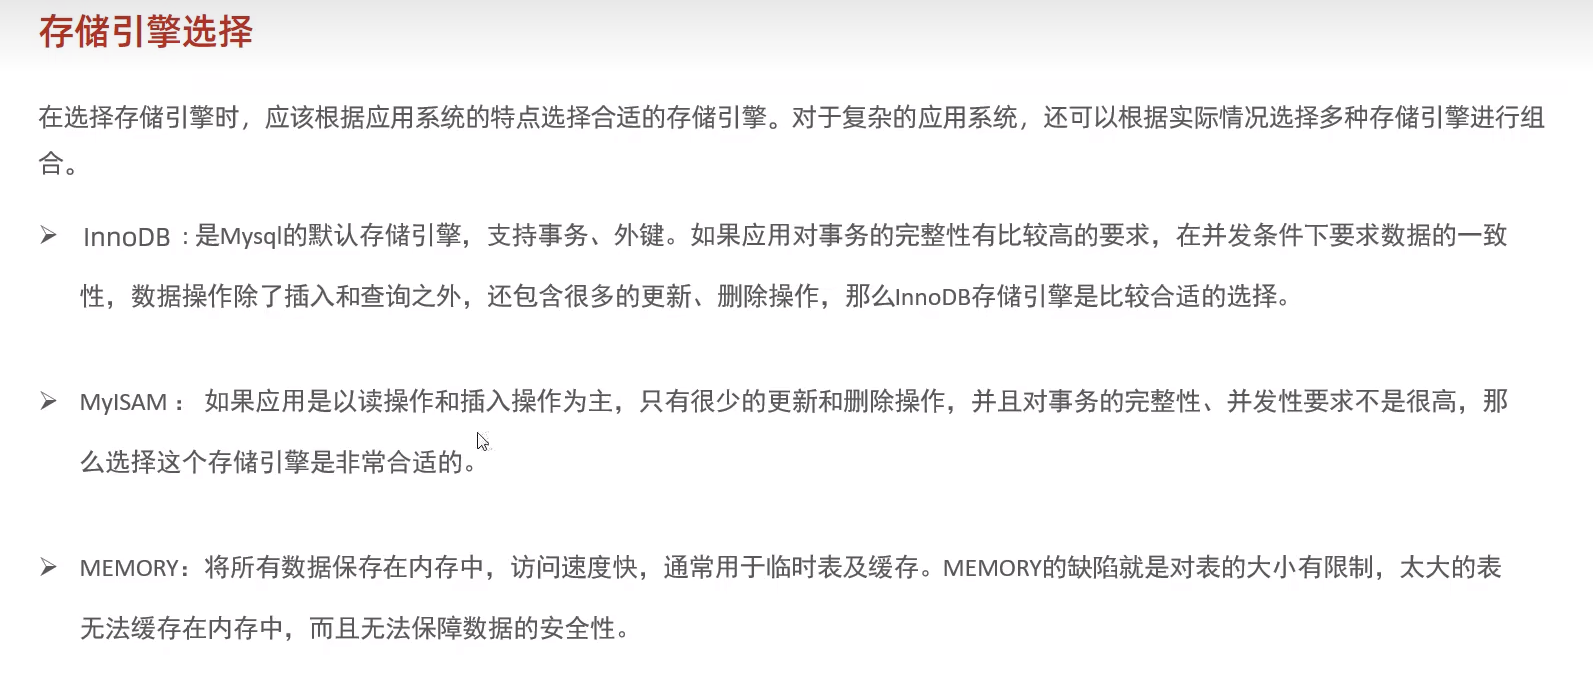 存储引擎选择
在选择存储引擎时，应该根据应用系统的特点选择合适的存储引擎。对于复杂的应用系统，还可以根据实际情况选择多种存储引擎进行组
合。
➢ InnoDB : 是Mysql的默认存储引擎，支持事务、外键。如果应用对事务的完整性有比较高的要求，在并发条件下要求数据的一致
性，数据操作除了插入和查询之外，还包含很多的更新、删除操作，那么InnoDB存储引擎是比较合适的选择。
➢ MyISAM ： 如果应用是以读操作和插入操作为主，只有很少的更新和删除操作，并且对事务的完整性、并发性要求不是很高，那
么选择这个存储引擎是非常合适的。
➢ MEMORY：将所有数据保存在内存中，访问速度快，通常用于临时表及缓存。MEMORY的缺陷就是对表的大小有限制，太大的表
无法缓存在内存中，而且无法保障数据的安全性。